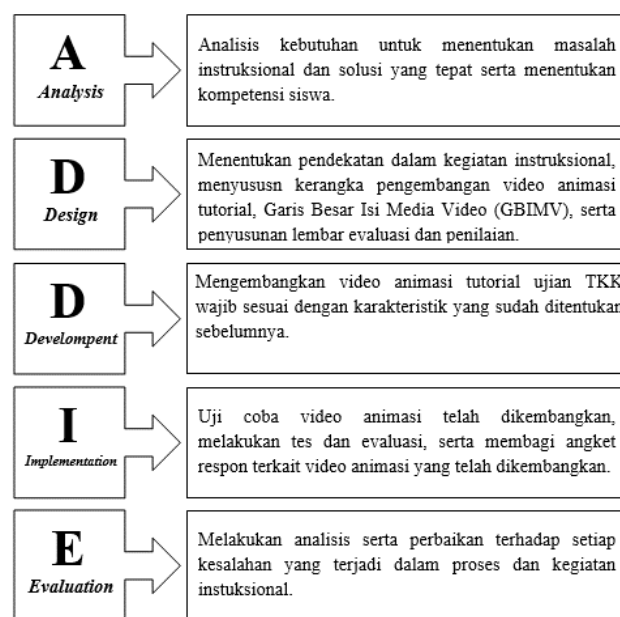 A
Analysis
Analisis kebutuhan untuk menentukan masalah
instruksional dan solusi yang tepat serta menentukan
kompetensi siswa.
D
Design
Menentukan pendekatan dalam kegiatan instruksional,
menyususn kerangka pengembangan video animasi
tutorial, Garis Besar Isi Media Video (GBIMV), serta
penyusunan lembar evaluasi dan penilaian.
D
Develompent
Mengembangkan video animasi tutorial ujian TKK
wajib sesuai dengan karakteristik yang sudah ditentukan
sebelumnya.
I
Implementation
Uji coba video animasi telah dikembangkan,
melakukan tes dan evaluasi, serta membagi angket
respon terkait video animasi yang telah dikembangkan.
E
Evaluation
Melakukan analisis serta perbaikan terhadap setiap
kesalahan yang terjadi dalam proses dan kegiatan
instuksional.